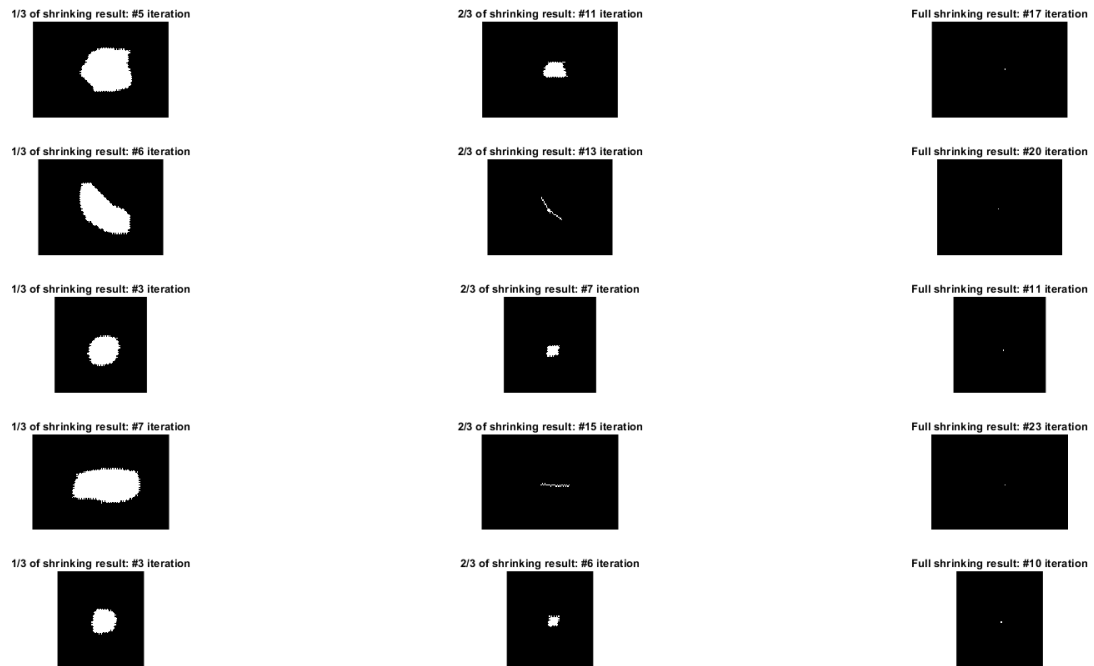 1/3 of shrinking result: #5 iteration
2/3 of shrinking result: #11 iteration
Full shrinking result: #17 iteration
1/3 of shrinking result: #6 iteration
2/3 of shrinking result: #13 iteration
Full shrinking result: #20 iteration
1/3 of shrinking result: #3 iteration
2/3 of shrinking result: #7 iteration
Full shrinking result: #11 iteration
1/3 of shrinking result: #7 iteration
2/3 of shrinking result: #15 iteration
Full shrinking result: #23 iteration
1/3 of shrinking result: #3 iteration
2/3 of shrinking result: #6 iteration
Full shrinking result: #10 iteration